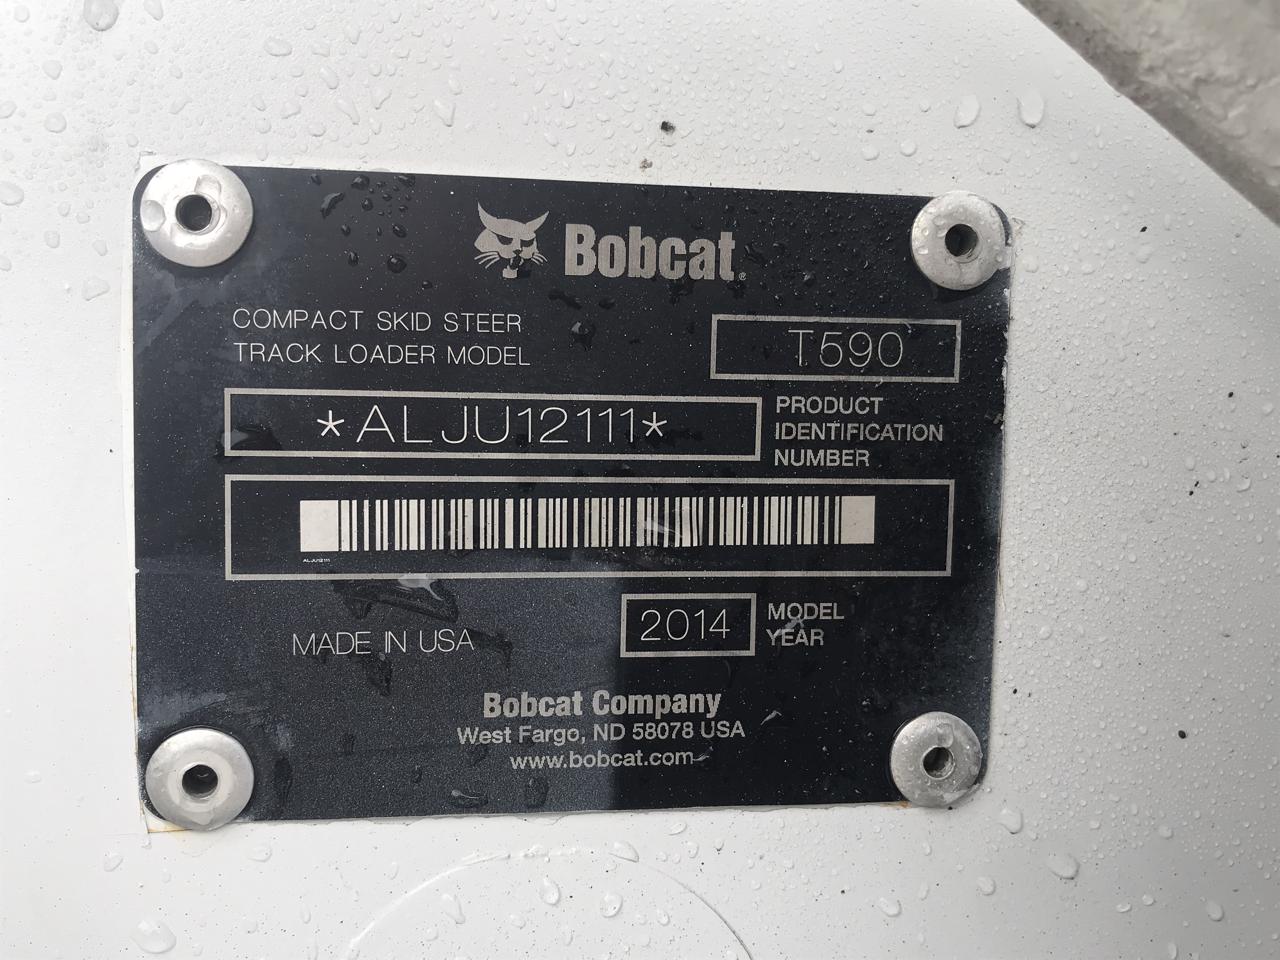 Bobcat®
COMPACT SKID STEER
TRACK LOADER MODEL
T590
*ALJU12111*
PRODUCT
IDENTIFICATION
NUMBER
ALJU12111
MADE IN USA
2014
MODEL
YEAR
Bobcat Company
West Fargo, ND 58078 USA
www.bobcat.com